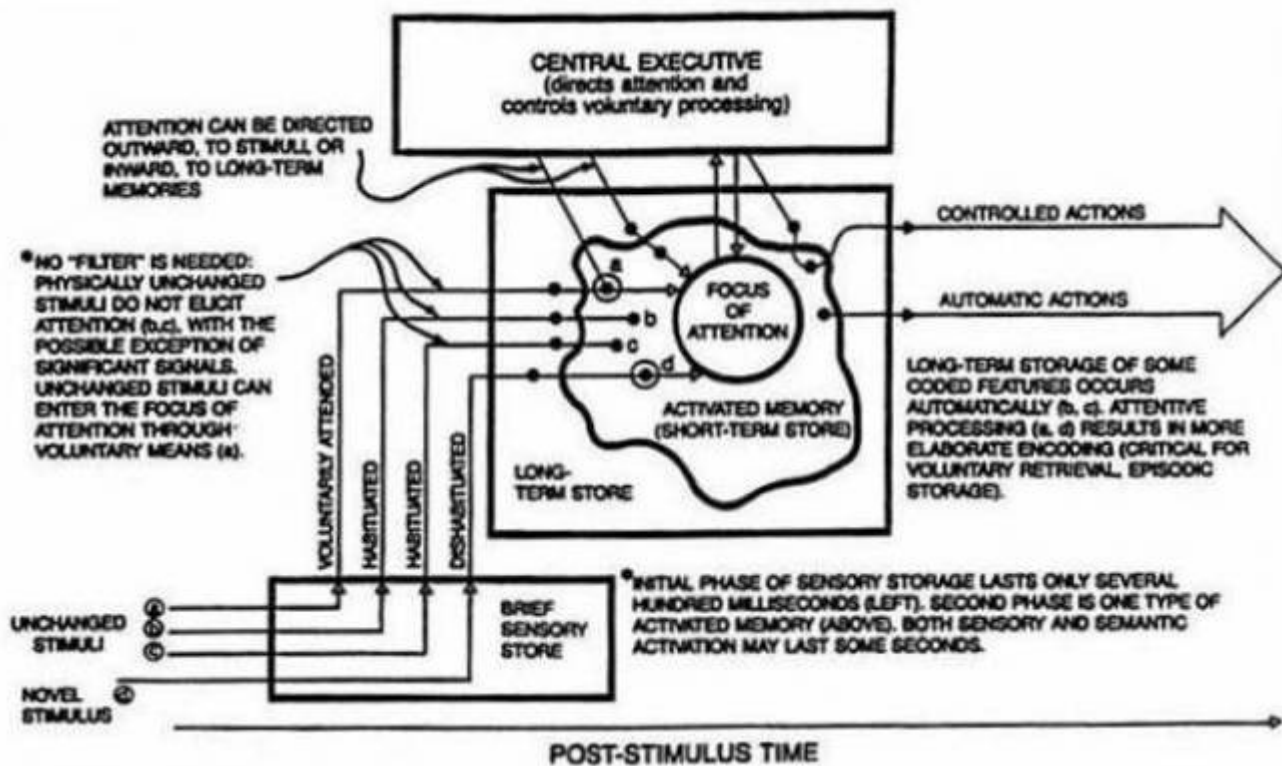 CENTRAL EXECUTIVE
(directs attention and
controls voluntary processing)
ATTENTION CAN BE DIRECTED
OUTWARD, TO STIMULI OR
INWARD, TO LONG-TERM
MEMORIES
• NO "FILTER" IS NEEDED:
PHYSICALLY UNCHANGED
STIMULI DO NOT ELICIT
ATTENTION (b,c), WITH THE
POSSIBLE EXCEPTION OF
SIGNIFICANT SIGNALS.
UNCHANGED STIMULI CAN
ENTER THE FOCUS OF
ATTENTION THROUGH
VOLUNTARY MEANS (a).
a
b
c
d
FOCUS
OF
ATTENTION
ACTIVATED MEMORY
(SHORT-TERM STORE)
LONG-
TERM STORE
CONTROLLED ACTIONS
AUTOMATIC ACTIONS
LONG-TERM STORAGE OF SOME
CODED FEATURES OCCURS
AUTOMATICALLY (b, c). ATTENTIVE
PROCESSING (a, d) RESULTS IN MORE
ELABORATE ENCODING (CRITICAL FOR
VOLUNTARY RETRIEVAL, EPISODIC
STORAGE).
VOLUNTARILY ATTENDED
HABITUATED
HABITUATED
DISHABITUATED
UNCHANGED
STIMULI
a
b
c
NOVEL d
STIMULUS
BRIEF
SENSORY
STORE
• INITIAL PHASE OF SENSORY STORAGE LASTS ONLY SEVERAL
HUNDRED MILLISECONDS (LEFT). SECOND PHASE IS ONE TYPE OF
ACTIVATED MEMORY (ABOVE). BOTH SENSORY AND SEMANTIC
ACTIVATION MAY LAST SOME SECONDS.
POST-STIMULUS TIME